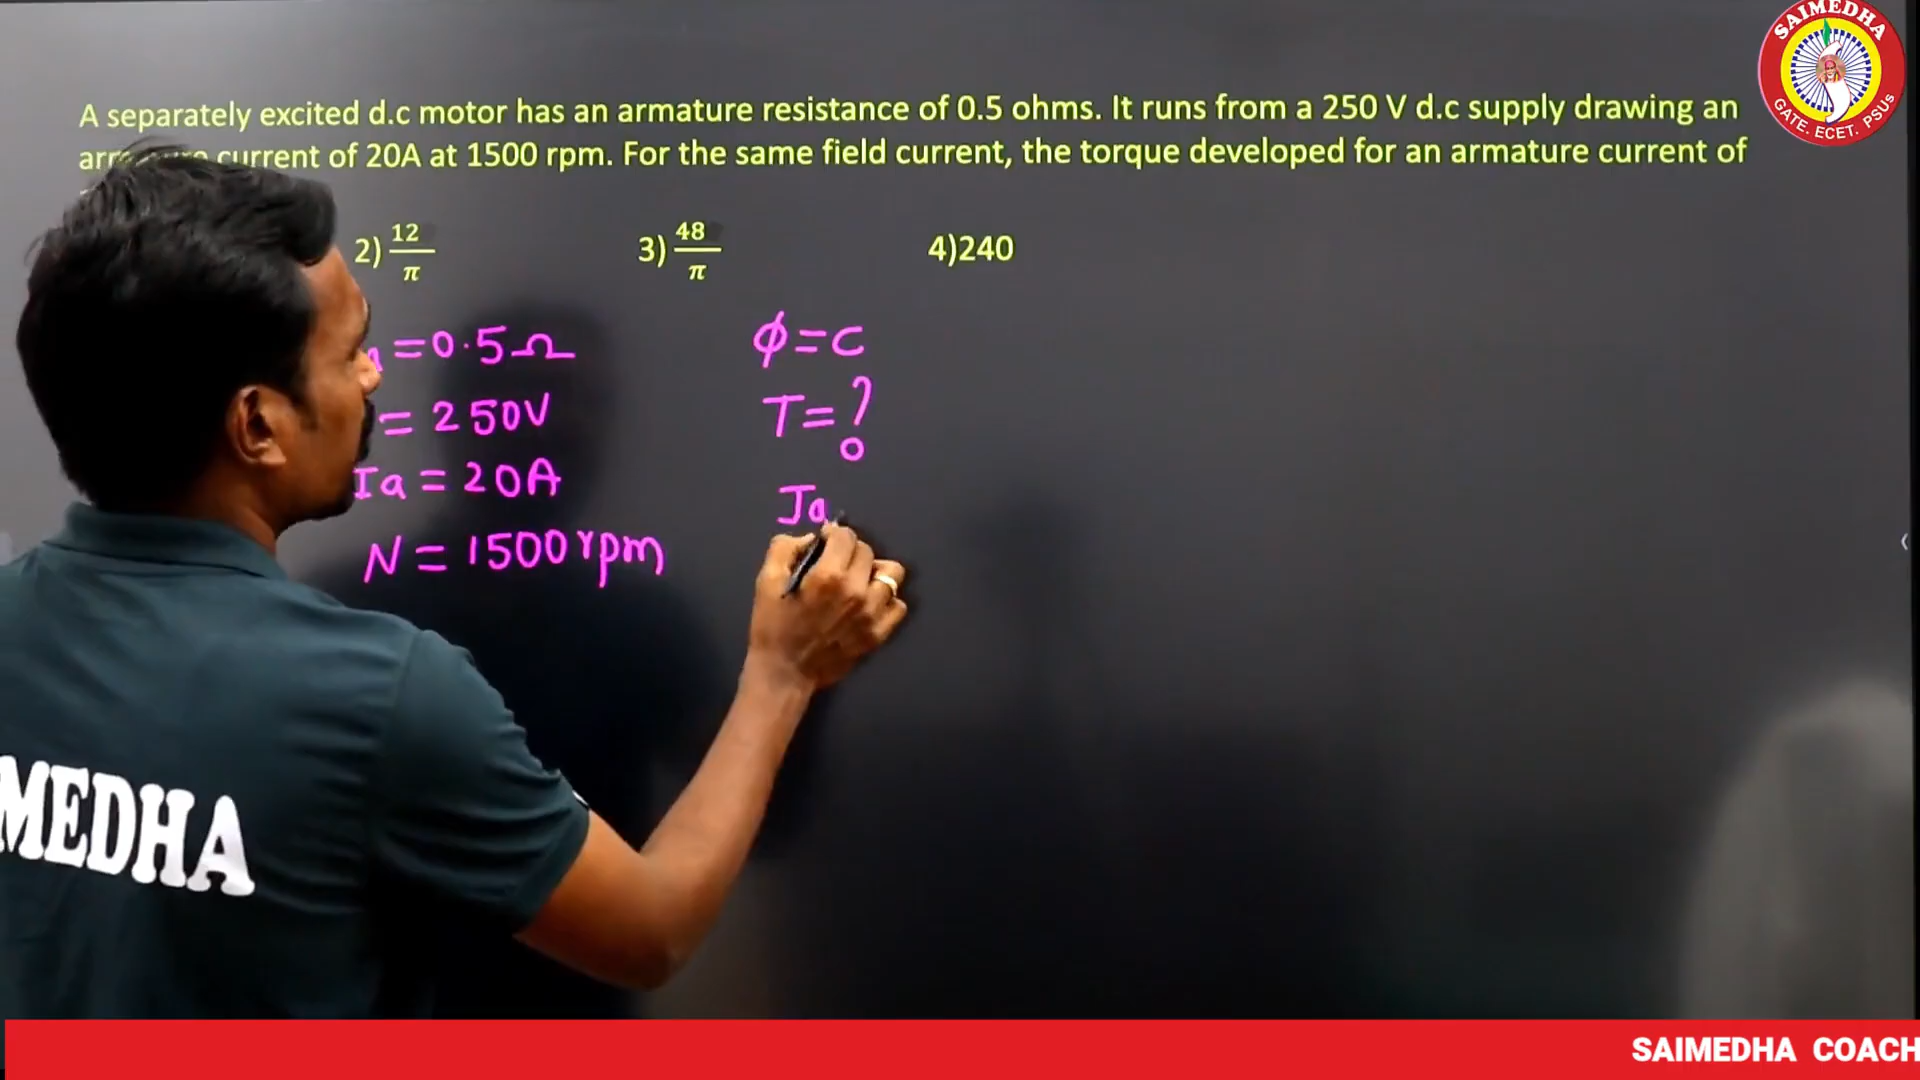 SAIMEDHA
GATE. ECET. PSUs
A separately excited d.c motor has an armature resistance of 0.5 ohms. It runs from a 250 V d.c supply drawing an
current of 20A at 1500 rpm. For the same field current, the torque developed for an armature current of
2) 12/π 3) 48/π 4)240
= 0.5 Ω
= 250V
Ia = 20A
N = 1500 rpm
ϕ = C
T = ?
Ia
MEDHA
SAIMEDHA COACH